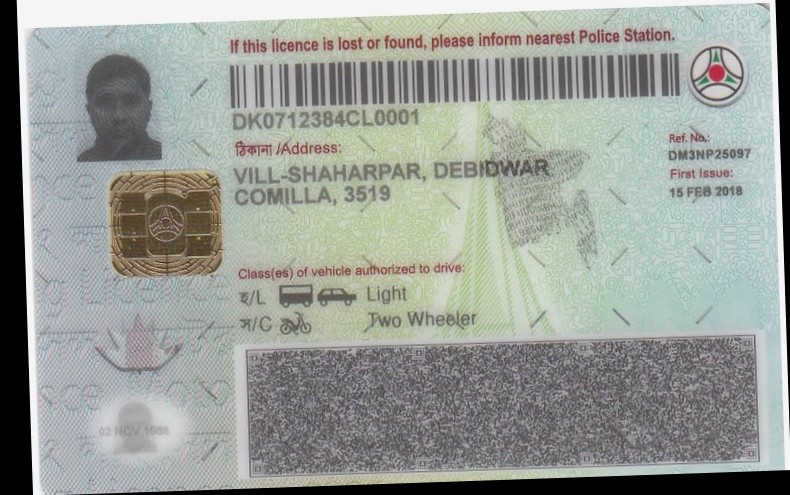 If this licence is lost or found, please inform nearest Police Station.
DK0712384CL0001
ঠিকানা /Address:
VILL-SHAHARPAR, DEBIDWAR
COMILLA, 3519
Ref. No.:
DM3NP25097
First Issue:
15 FEB 2018
Class(es) of vehicle authorized to drive:
হ/L Light
ম/C Two Wheeler
02 NOV 1986